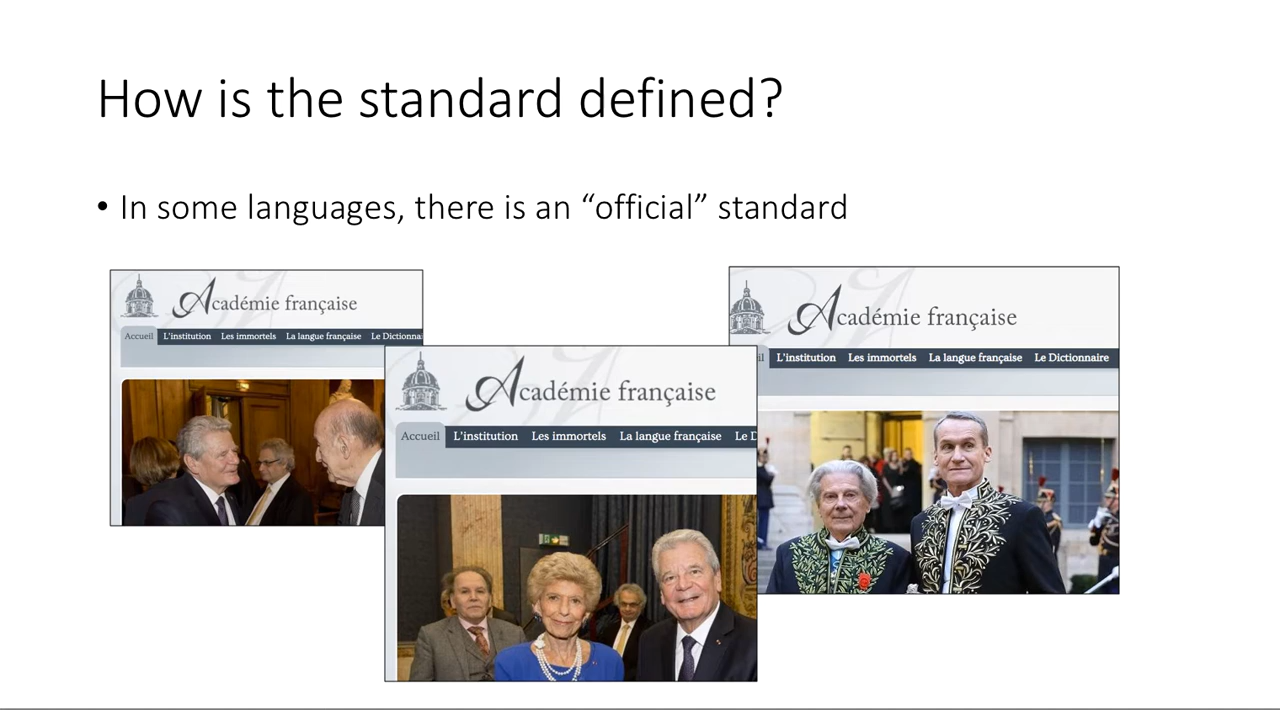 How is the standard defined?
• In some languages, there is an “official” standard
Académie française
Accueil L'institution Les immortels La langue française Le Dictionna
Académie française
Accueil L'institution Les immortels La langue française Le D
Académie française
il L'institution Les immortels La langue française Le Dictionnaire